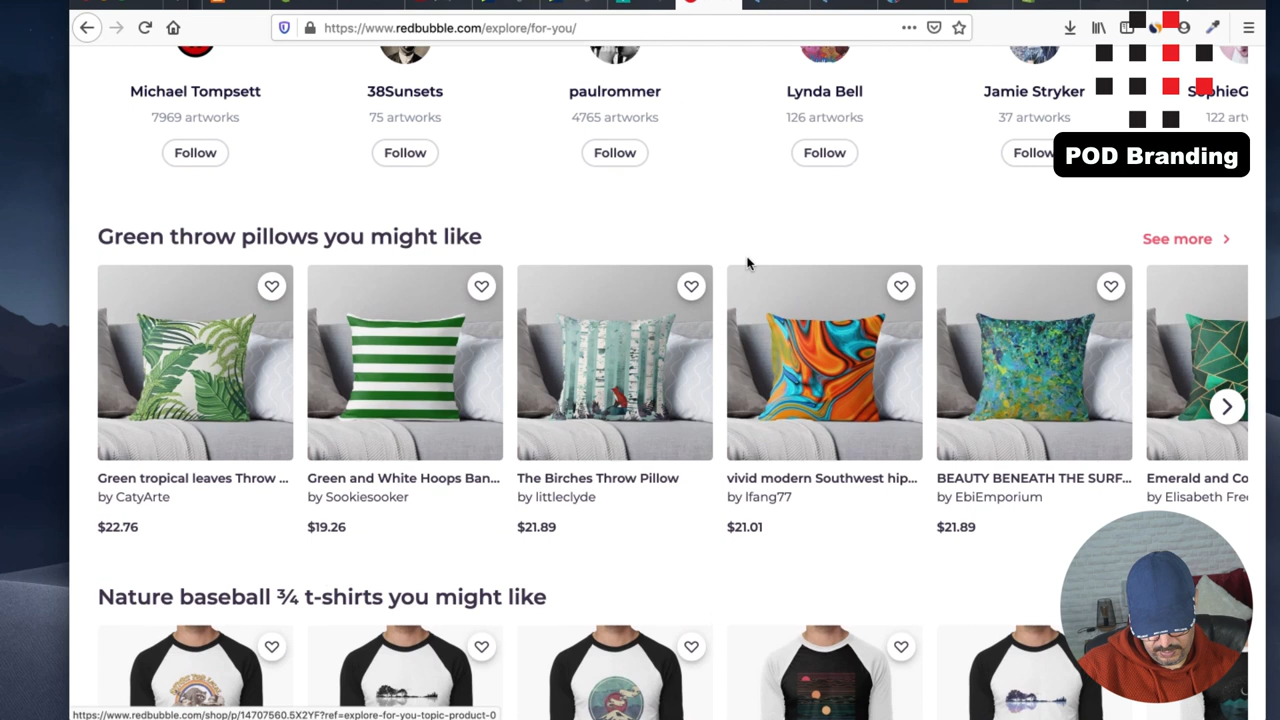 https://www.redbubble.com/explore/for-you/
Michael Tompsett
38Sunsets
paulrommer
Lynda Bell
Jamie Stryker
SophieG
7969 artworks
75 artworks
4765 artworks
126 artworks
37 artworks
122 art
Follow
Follow
Follow
Follow
Follow
POD Branding
Green throw pillows you might like
See more
Green tropical leaves Throw ...
Green and White Hoops Ban...
The Birches Throw Pillow
vivid modern Southwest hip...
BEAUTY BENEATH THE SURF...
Emerald and Co
by CatyArte
by Sookiesooker
by littleclyde
by lfang77
by EbiEmporium
by Elisabeth Fre
$22.76
$19.26
$21.89
$21.01
$21.89
Nature baseball ¾ t-shirts you might like
https://www.redbubble.com/shop/p/14707560.5X2YF?ref=explore-for-you-topic-product-0